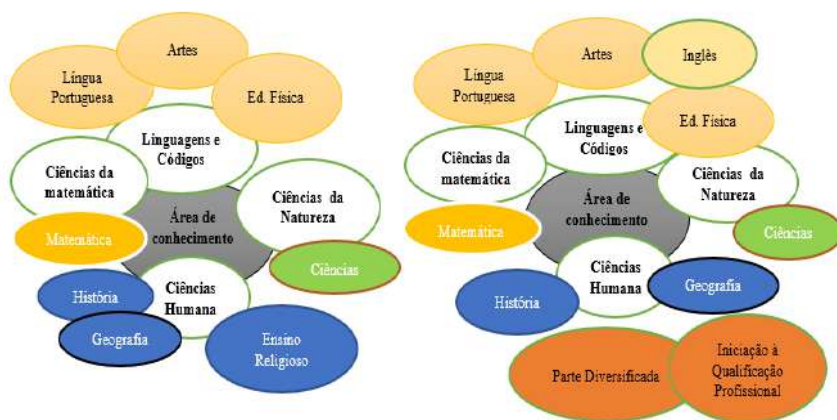 Artes
Língua
Portuguesa
Ed. Física
Linguagens e
Códigos
Ciências da
matemática
Ciências da
Natureza
Área de
conhecimento
Matemática
Ciências
Ciências
Humana
História
Geografia
Ensino
Religioso
Artes
Inglês
Língua
Portuguesa
Ed. Física
Linguagens e
Códigos
Ciências da
matemática
Ciências da
Natureza
Área de
conhecimento
Matemática
Ciências
Ciências
Humana
Geografia
História
Parte Diversificada
Iniciação à
Qualificação
Profissional